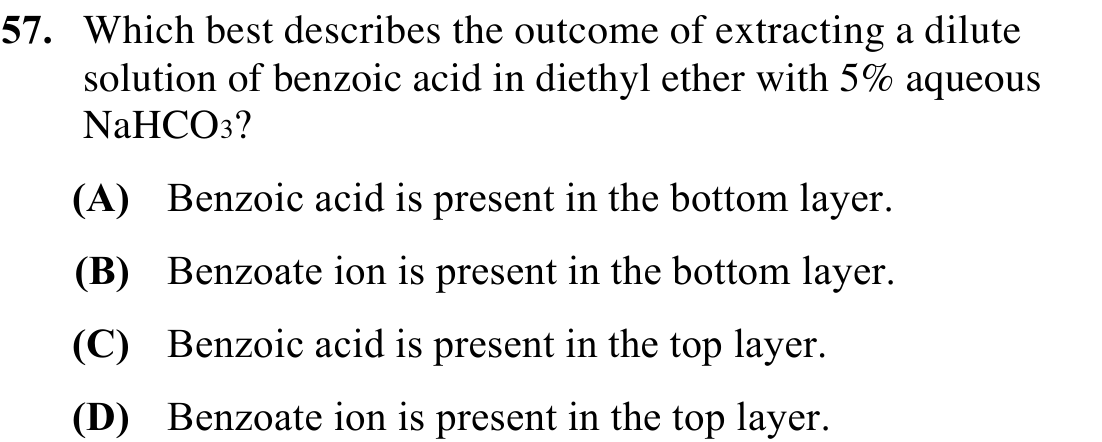 57. Which best describes the outcome of extracting a dilute
solution of benzoic acid in diethyl ether with 5% aqueous
NaHCO3?
(A) Benzoic acid is present in the bottom layer.
(B) Benzoate ion is present in the bottom layer.
(C) Benzoic acid is present in the top layer.
(D) Benzoate ion is present in the top layer.